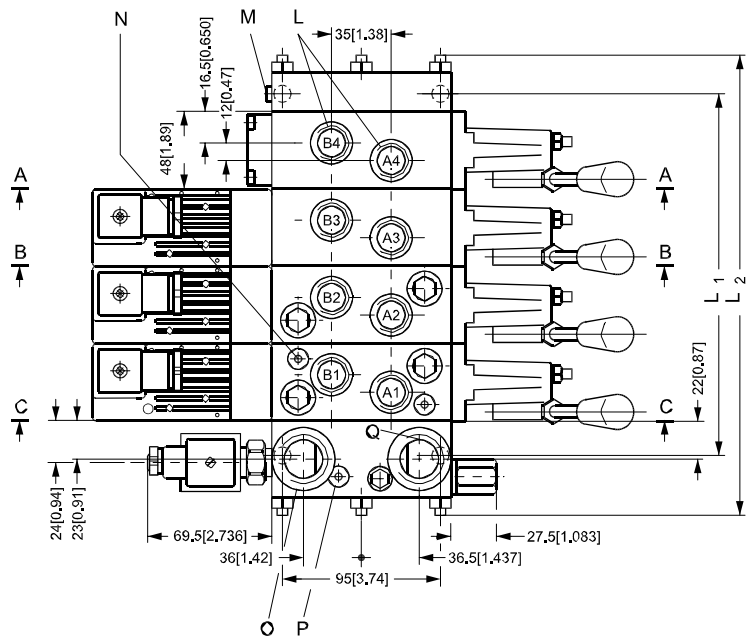 N
M
L
35[1.38]
16.5[0.650]
12[0.47]
48[1.89]
B4
A4
A
A
B3
A3
B
B
L1
L2
B2
A2
B1
A1
22[0.87]
C
C
Q
24[0.94]
23[0.91]
69.5[2.736]
27.5[1.083]
36[1.42]
36.5[1.437]
95[3.74]
O
P